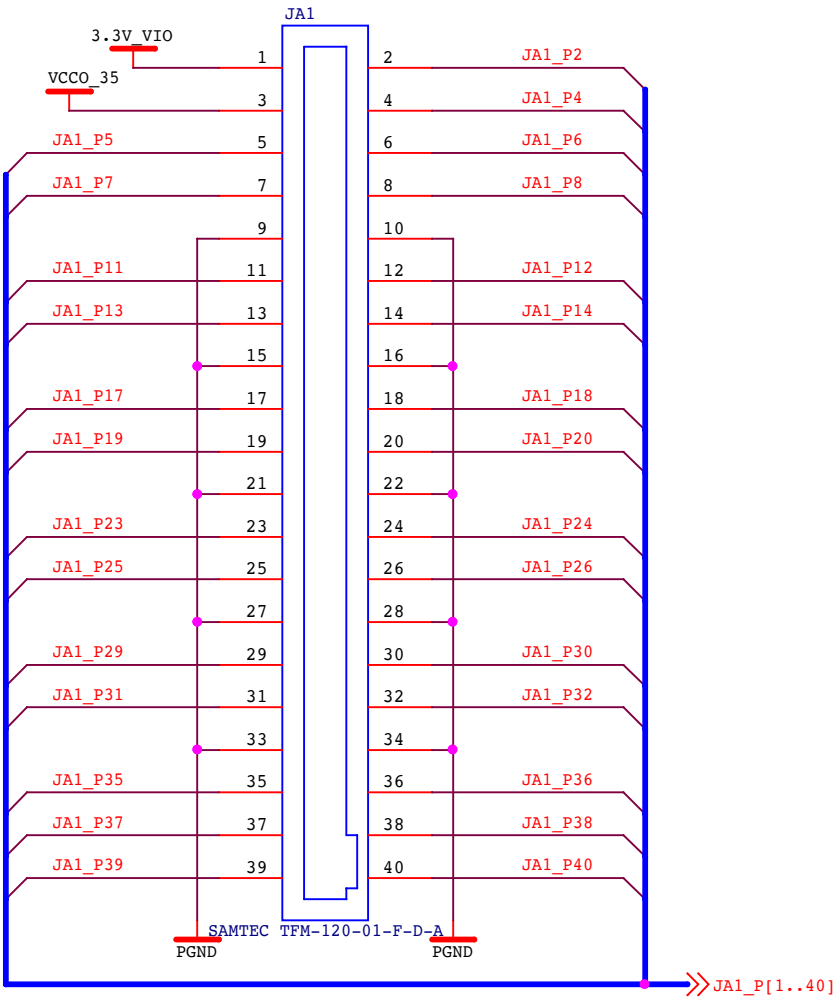 JA1
3.3V_VIO
1 2 JA1_P2
VCCO_35
3 4 JA1_P4
JA1_P5 5 6 JA1_P6
JA1_P7 7 8 JA1_P8
9 10
JA1_P11 11 12 JA1_P12
JA1_P13 13 14 JA1_P14
15 16
JA1_P17 17 18 JA1_P18
JA1_P19 19 20 JA1_P20
21 22
JA1_P23 23 24 JA1_P24
JA1_P25 25 26 JA1_P26
27 28
JA1_P29 29 30 JA1_P30
JA1_P31 31 32 JA1_P32
33 34
JA1_P35 35 36 JA1_P36
JA1_P37 37 38 JA1_P38
JA1_P39 39 40 JA1_P40
SAMTEC TFM-120-01-F-D-A
PGND PGND
JA1_P[1..40]